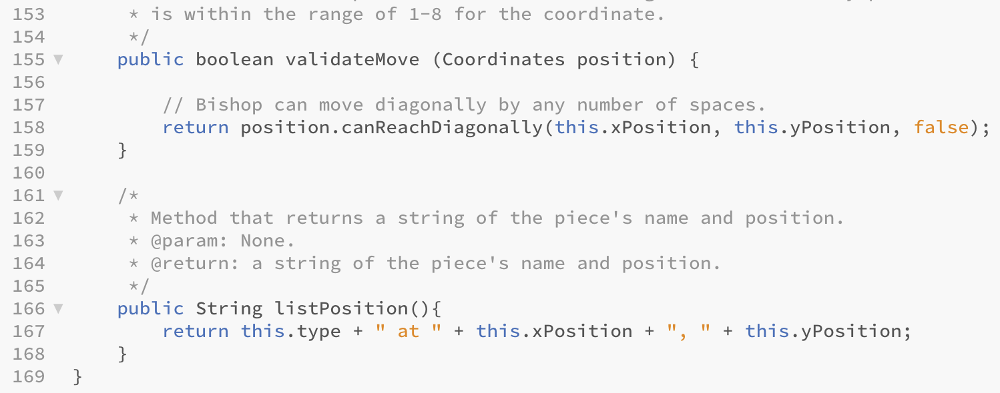 153 * is within the range of 1-8 for the coordinate.
154 */
155 public boolean validateMove (Coordinates position) {
156
157 // Bishop can move diagonally by any number of spaces.
158 return position.canReachDiagonally(this.xPosition, this.yPosition, false);
159 }
160
161 /*
162 * Method that returns a string of the piece's name and position.
163 * @param: None.
164 * @return: a string of the piece's name and position.
165 */
166 public String listPosition(){
167 return this.type + " at " + this.xPosition + ", " + this.yPosition;
168 }
169 }